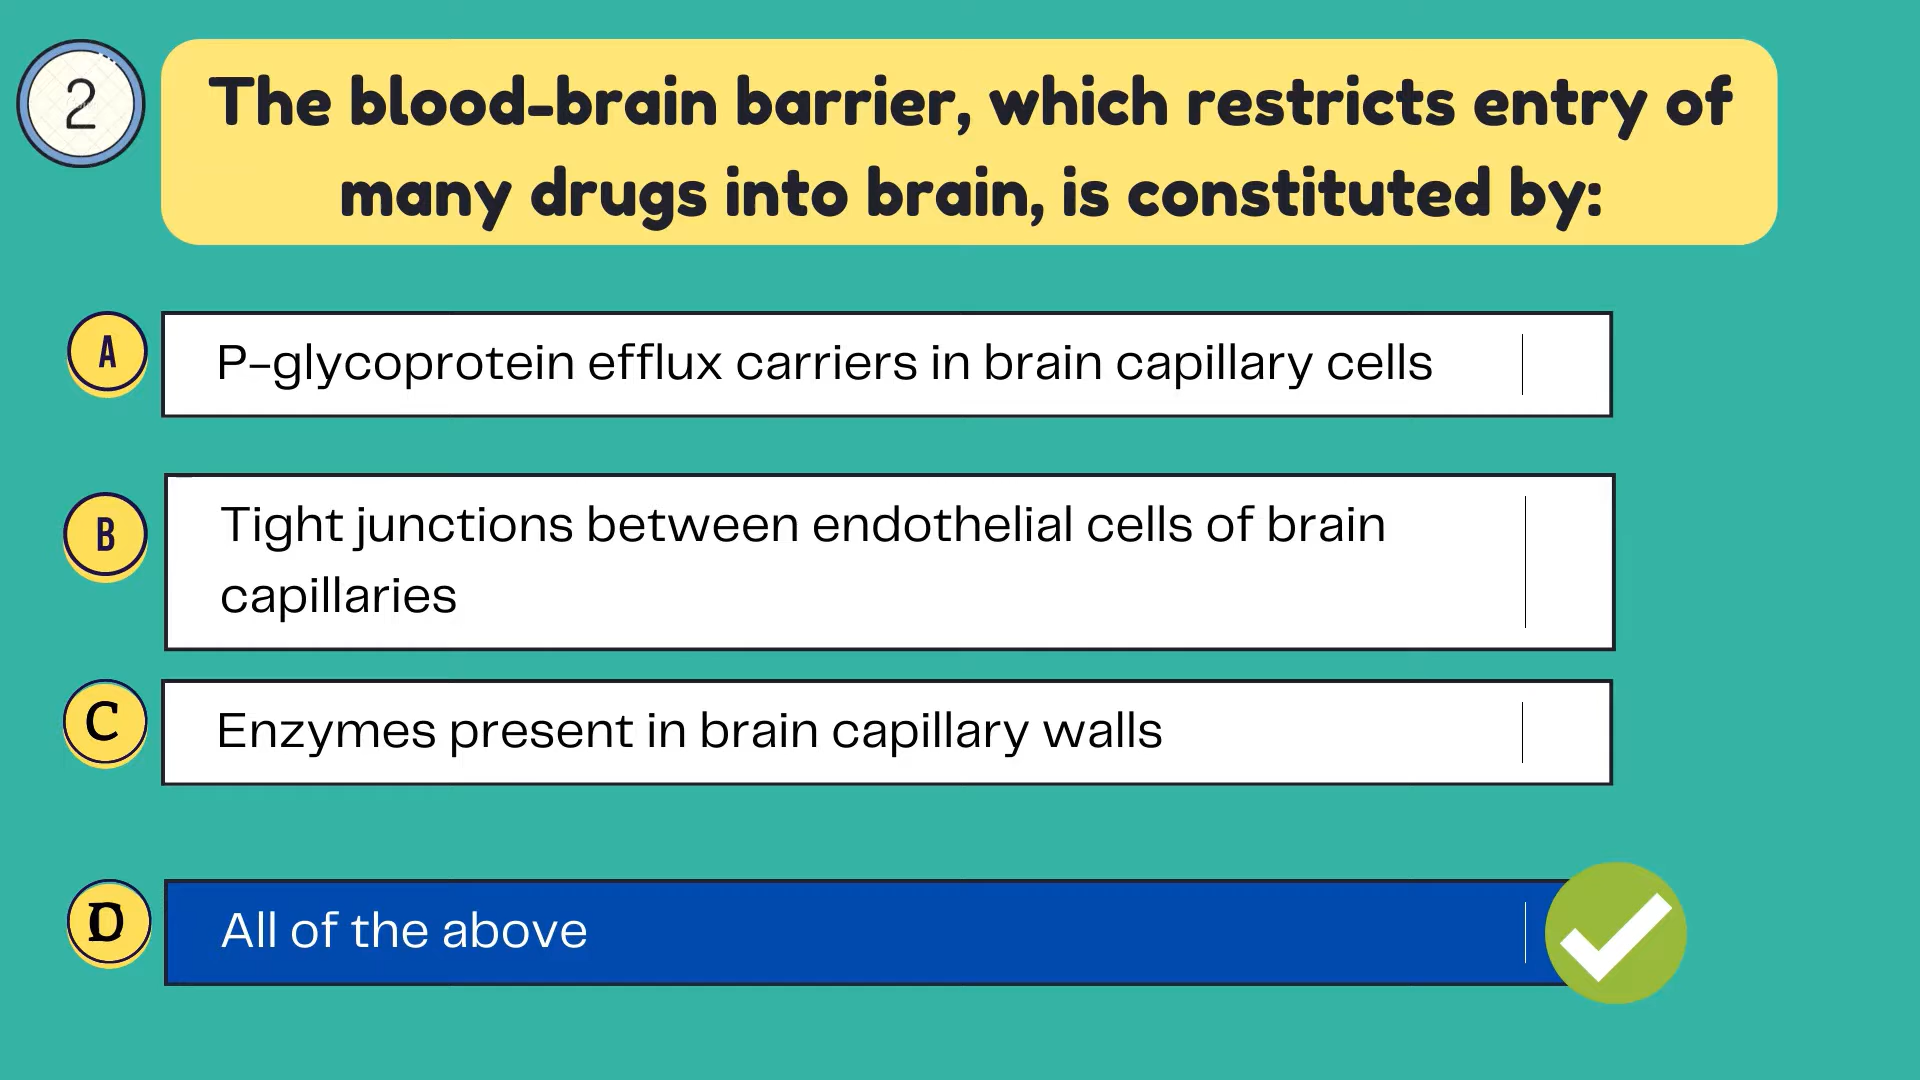 2
The blood-brain barrier, which restricts entry of
many drugs into brain, is constituted by:
A
P-glycoprotein efflux carriers in brain capillary cells
B
Tight junctions between endothelial cells of brain
capillaries
C
Enzymes present in brain capillary walls
D
All of the above